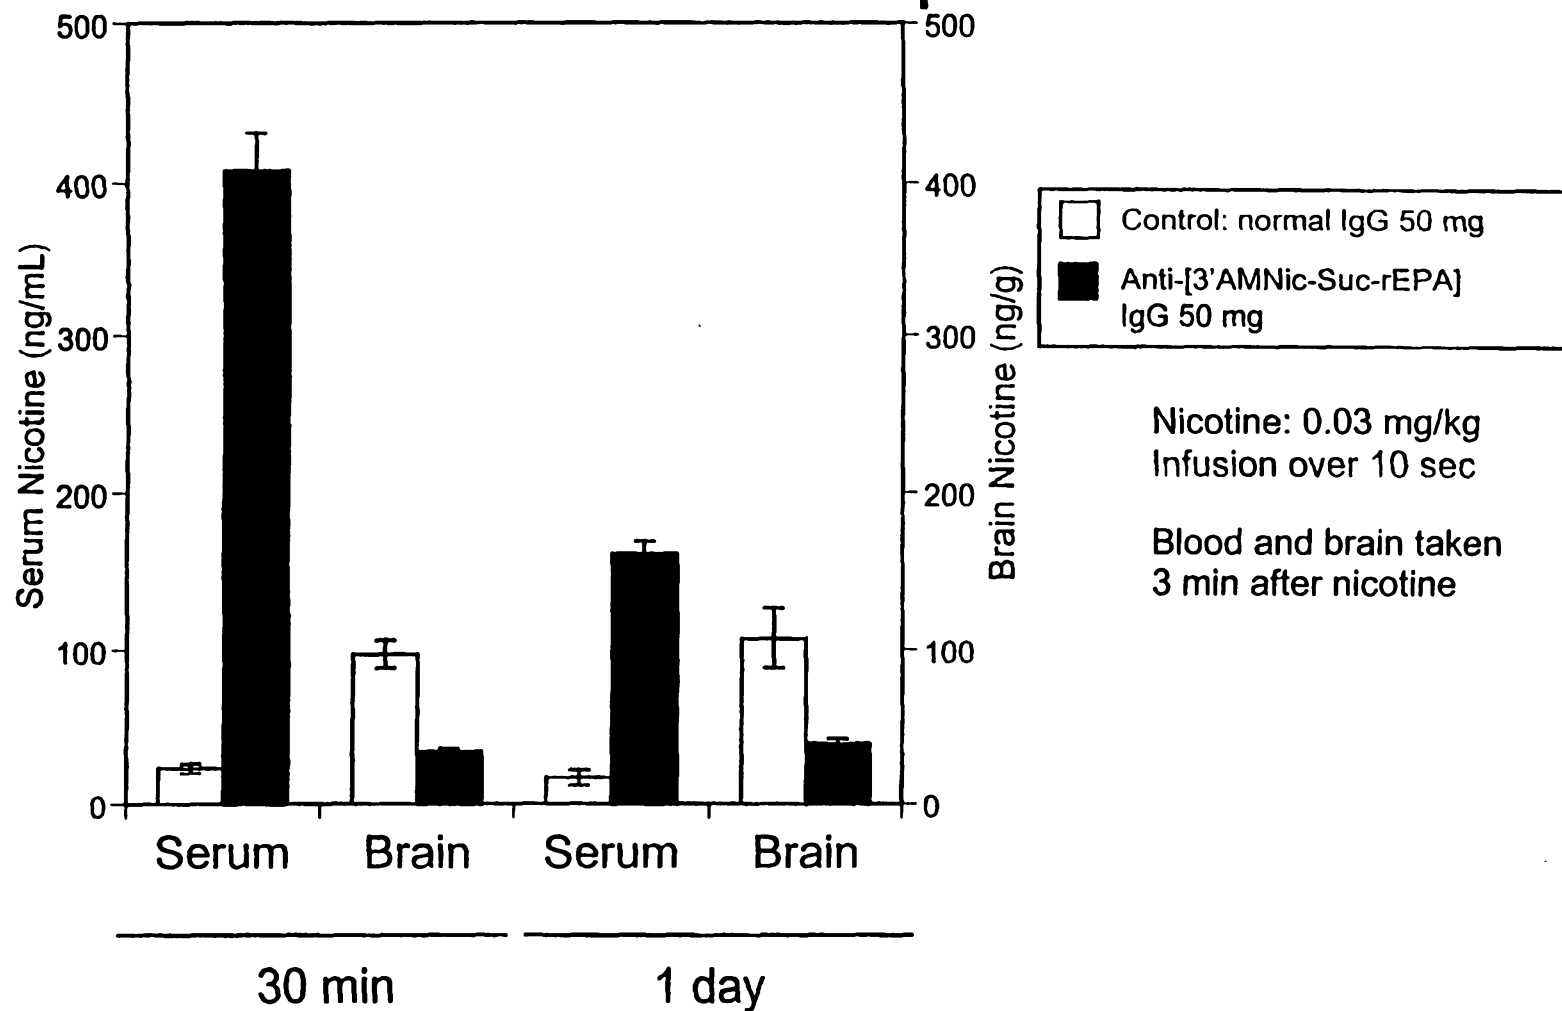 500
400
300
200
100
0
Serum Nicotine (ng/mL)
500
400
300
200
100
0
Brain Nicotine (ng/g)
Control: normal IgG 50 mg
Anti-[3'AMNic-Suc-rEPA]
IgG 50 mg
Nicotine: 0.03 mg/kg
Infusion over 10 sec
Blood and brain taken
3 min after nicotine
Serum Brain Serum Brain
30 min 1 day